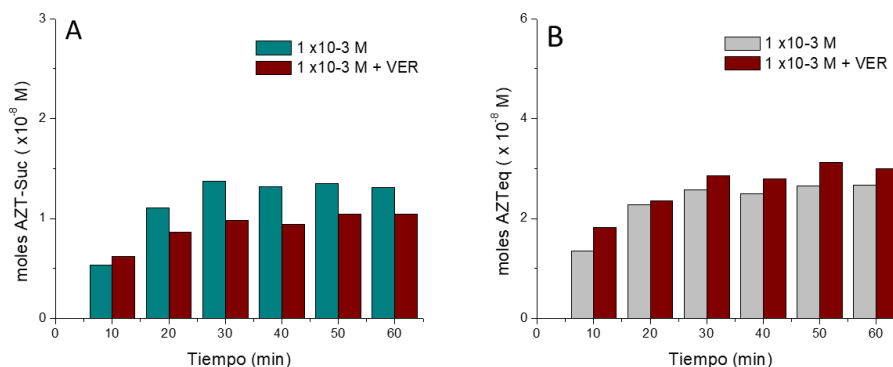 A
1 x10-3 M
1 x10-3 M + VER
moles AZT-Suc ( x10⁻⁸ M)
3
2
1
0
0 10 20 30 40 50 60
Tiempo (min)
B
1 x10-3 M
1 x10-3 M + VER
moles AZTeq ( x 10⁻⁸ M)
6
4
2
0
0 10 20 30 40 50 60
Tiempo (min)